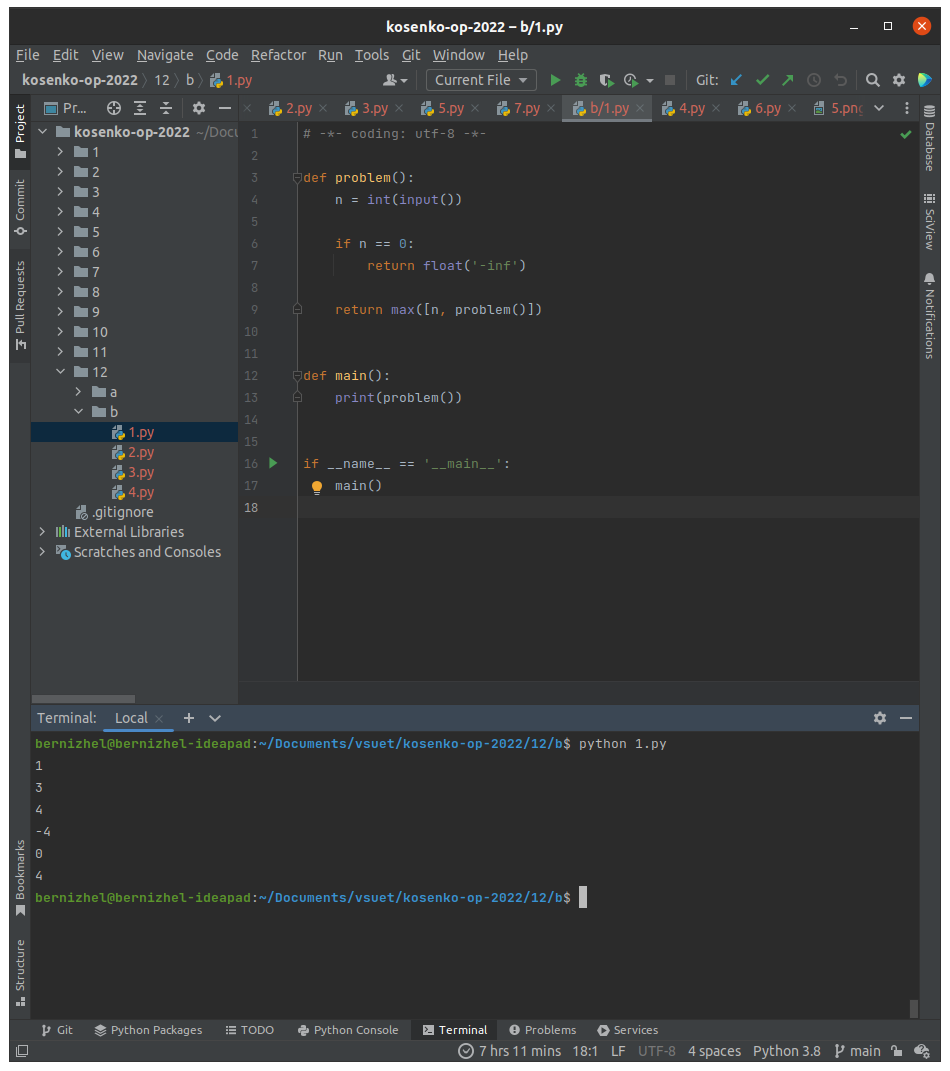 kosenko-op-2022 – b/1.py
File Edit View Navigate Code Refactor Run Tools Git Window Help
kosenko-op-2022 12 b 1.py Current File Git:
Project
Commit
Pull Requests
Bookmarks
Structure
Pr...
kosenko-op-2022 ~/Docu
1
2
3
4
5
6
7
8
9
10
11
12
a
b
1.py
2.py
3.py
4.py
.gitignore
External Libraries
Scratches and Consoles
2.py 3.py 5.py 7.py b/1.py 4.py 6.py 5.png
1 # -*- coding: utf-8 -*-
2
3 def problem():
4     n = int(input())
5
6     if n == 0:
7         return float('-inf')
8
9     return max([n, problem()])
10
11
12 def main():
13     print(problem())
14
15
16 if __name__ == '__main__':
17     main()
18
Database
SciView
Notifications
Terminal: Local
bernizhel@bernizhel-ideapad:~/Documents/vsuet/kosenko-op-2022/12/b$ python 1.py
1
3
4
-4
0
4
bernizhel@bernizhel-ideapad:~/Documents/vsuet/kosenko-op-2022/12/b$
Git Python Packages TODO Python Console Terminal Problems Services
7 hrs 11 mins 18:1 LF UTF-8 4 spaces Python 3.8 main